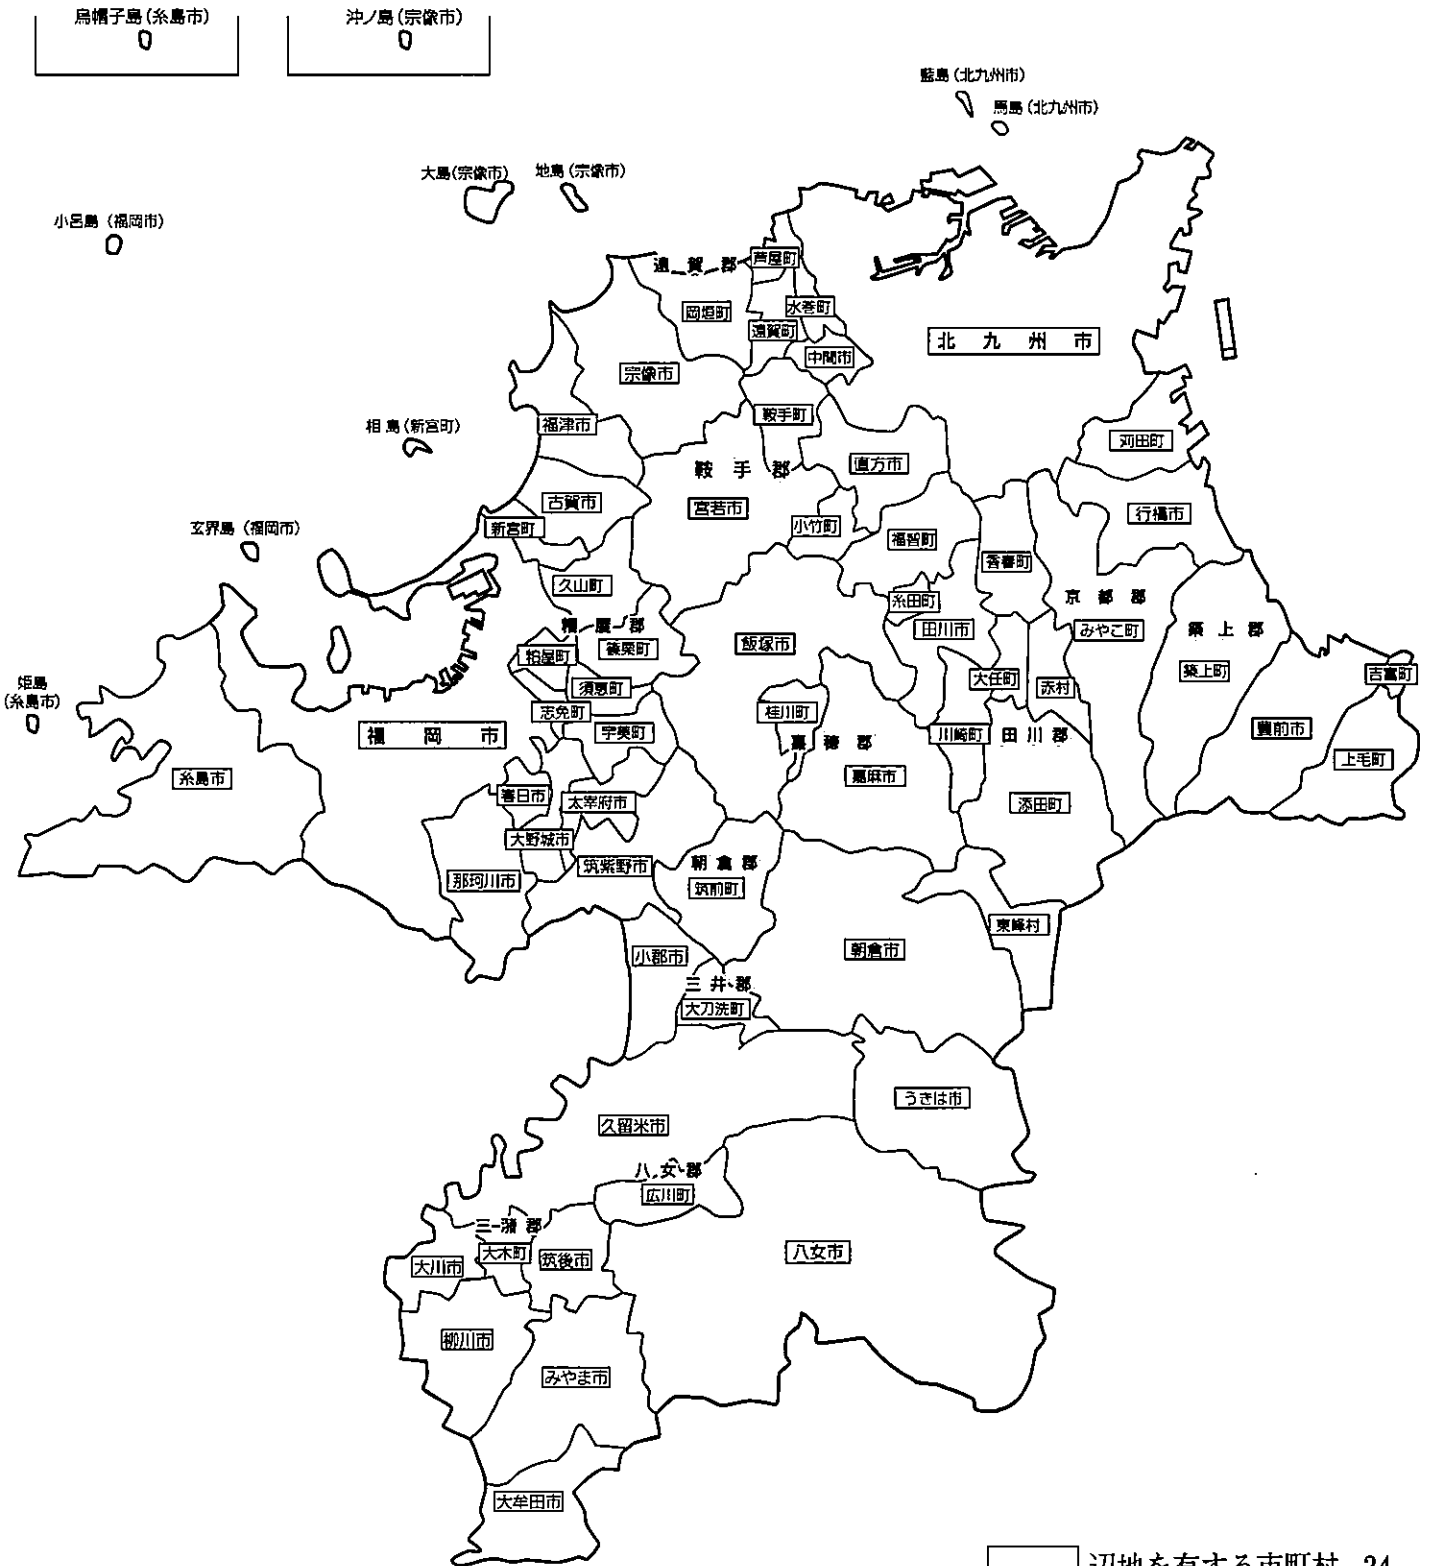 烏帽子島(糸島市)
沖ノ島(宗像市)
藍島(北九州市)
馬島(北九州市)
大島(宗像市)
地島(宗像市)
小呂島(福岡市)
遠賀郡
芦屋町
岡垣町
水巻町
遠賀町
北九州市
中間市
宗像市
鞍手町
福津市
相島(新宮町)
苅田町
鞍手郡
直方市
古賀市
宮若市
行橋市
新宮町
小竹町
玄界島(福岡市)
福智町
香春町
久山町
京都郡
糸田町
糟屋郡
田川市
みやこ町
築上郡
篠栗町
飯塚市
粕屋町
築上町
吉富町
大任町
赤村
須恵町
姫島
(糸島市)
志免町
桂川町
福岡市
宇美町
川崎町
田川郡
豊前市
嘉穂郡
上毛町
糸島市
嘉麻市
春日市
太宰府市
添田町
大野城市
朝倉郡
筑紫野市
那珂川市
筑前町
東峰村
朝倉市
小郡市
三井郡
大刀洗町
うきは市
久留米市
八女郡
広川町
三潴郡
大木町
八女市
筑後市
大川市
柳川市
みやま市
大牟田市
辺地を有する市町村 24